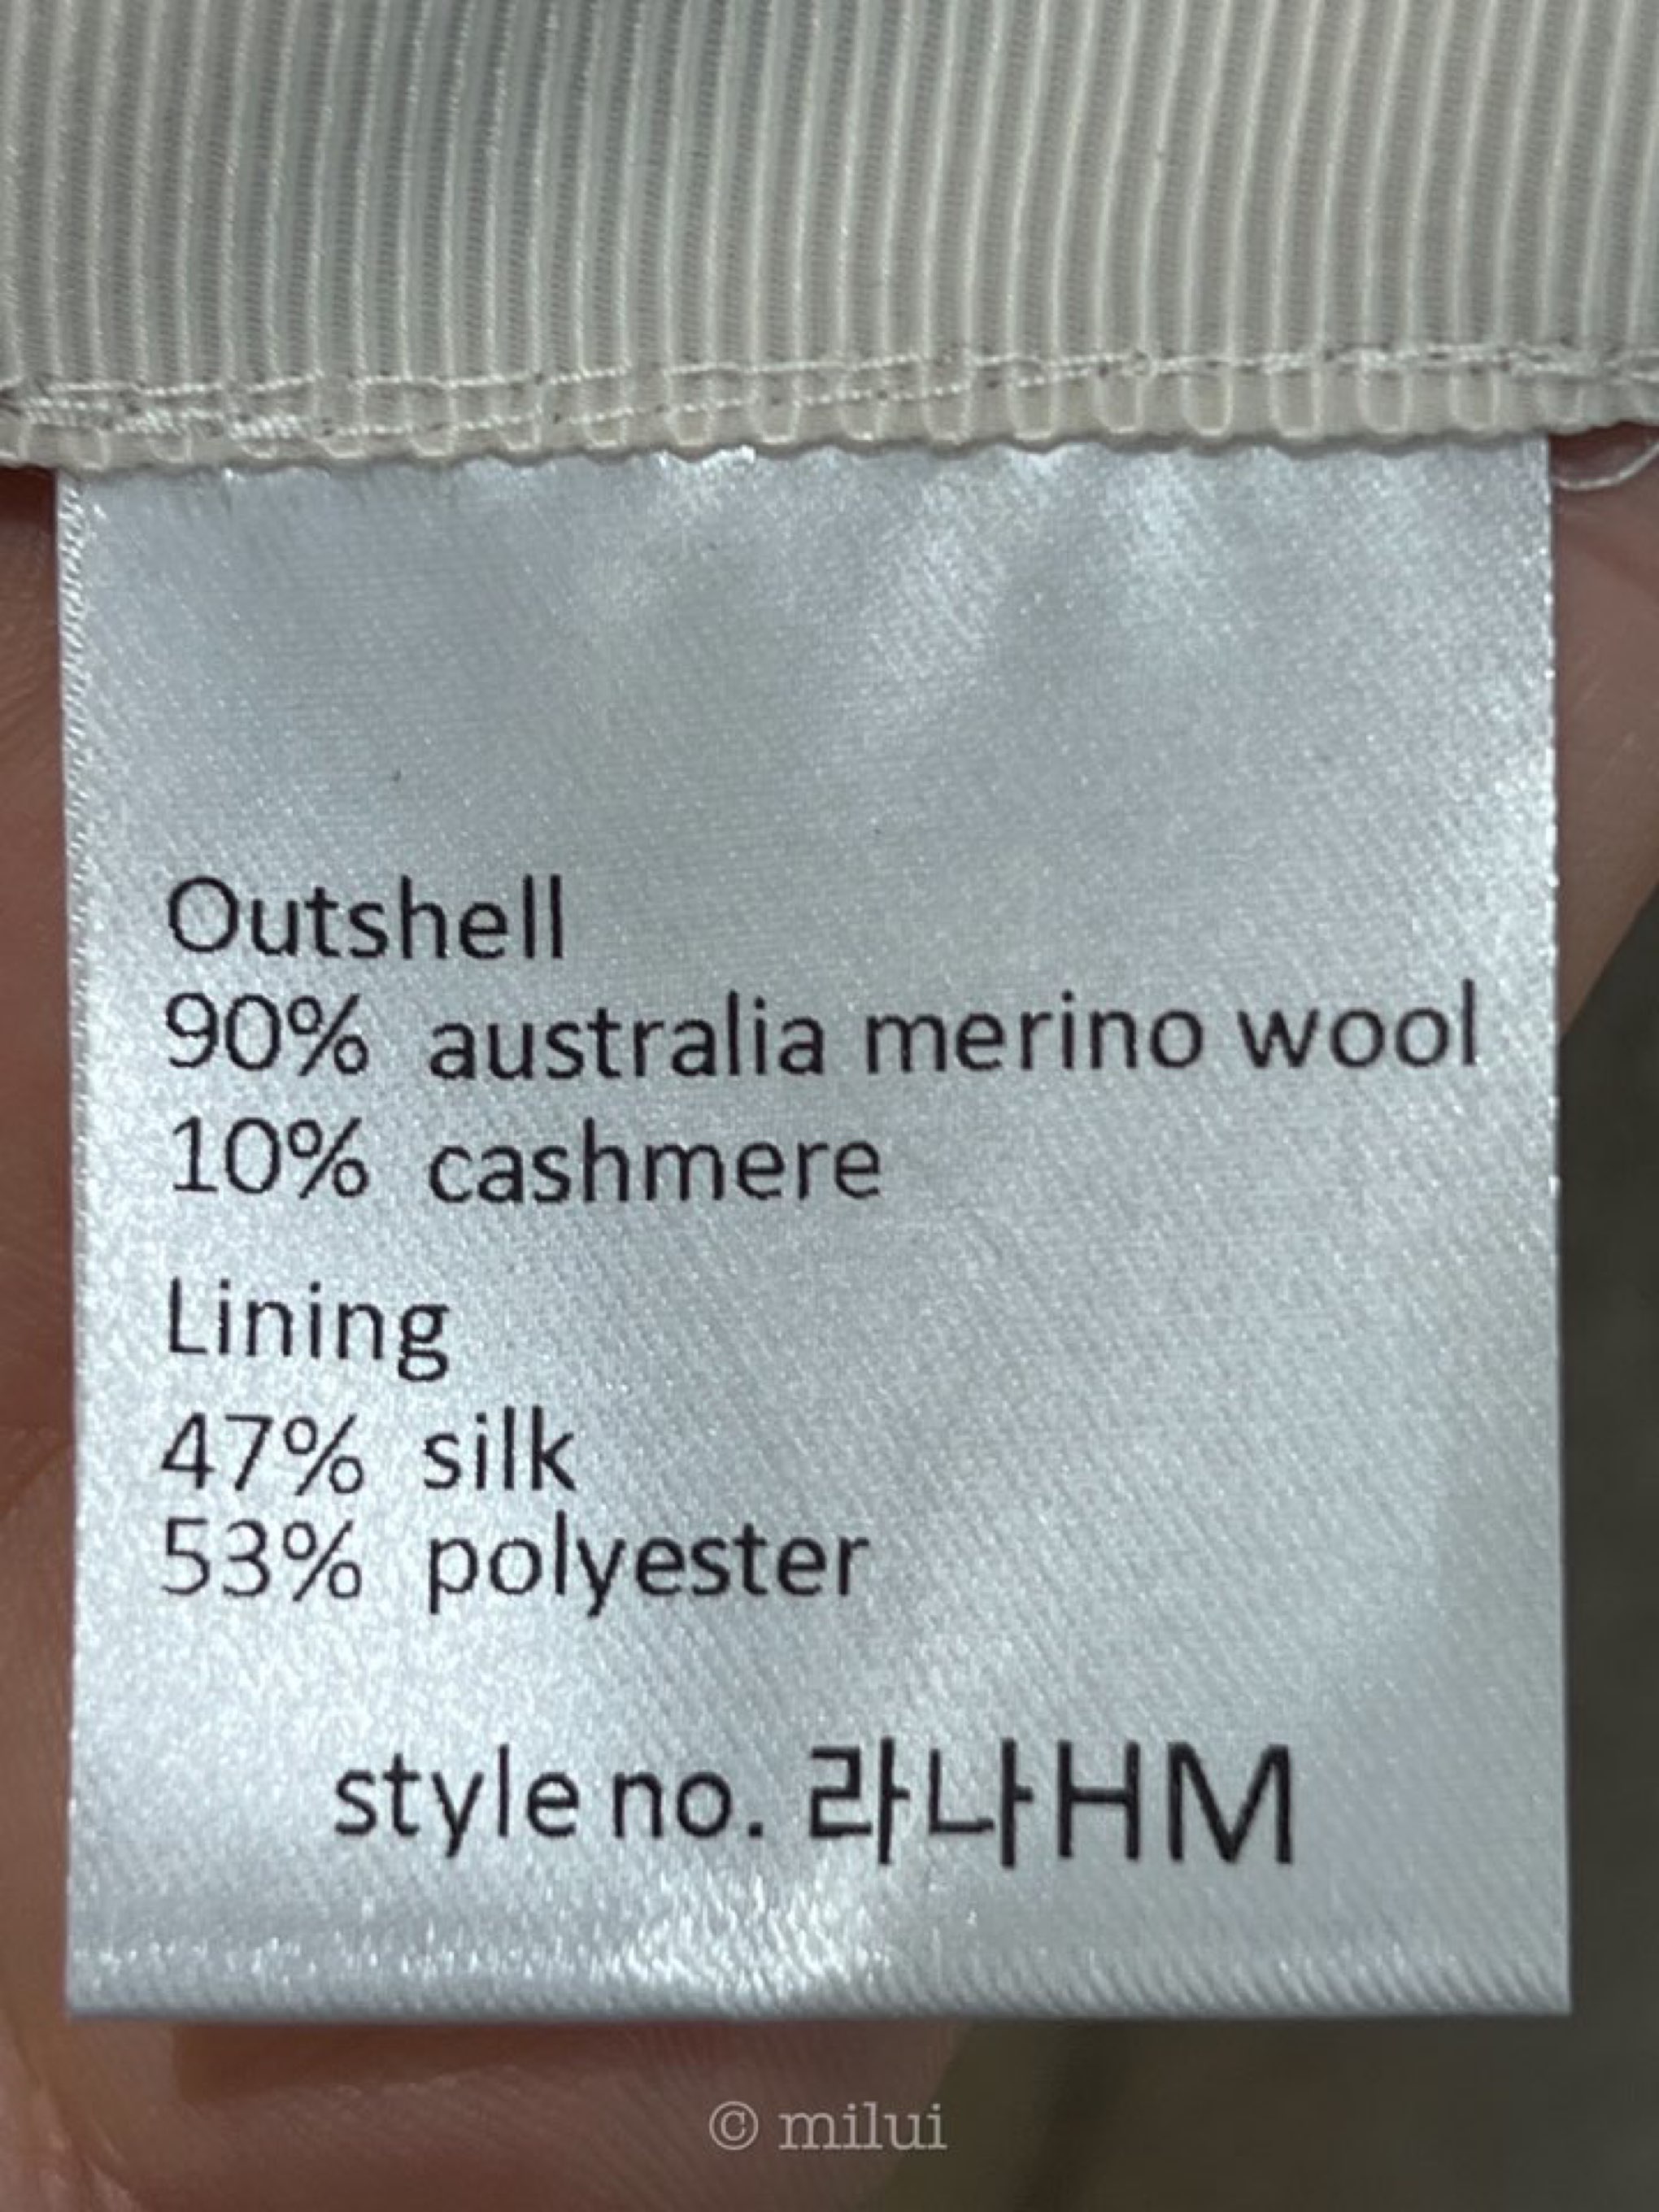 Outshell
90% australia merino wool
10% cashmere
Lining
47% silk
53% polyester
style no. 라나HM
© milui